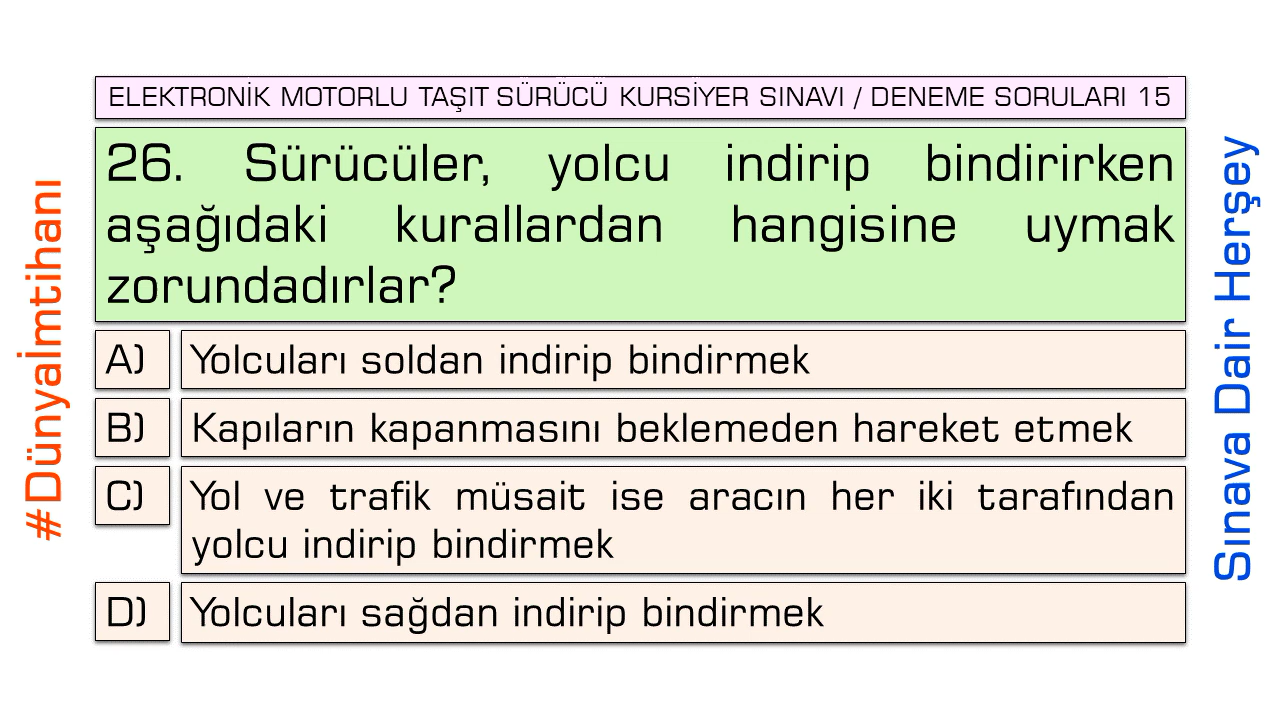 ELEKTRONİK MOTORLU TAŞIT SÜRÜCÜ KURSİYER SINAVI / DENEME SORULARI 15
26. Sürücüler, yolcu indirip bindirirken
aşağıdaki kurallardan hangisine uymak
zorundadırlar?
A) Yolcuları soldan indirip bindirmek
B) Kapıların kapanmasını beklemeden hareket etmek
C) Yol ve trafik müsait ise aracın her iki tarafından
yolcu indirip bindirmek
D) Yolcuları sağdan indirip bindirmek
#Dünyaİmtihanı
Sınava Dair Herşey